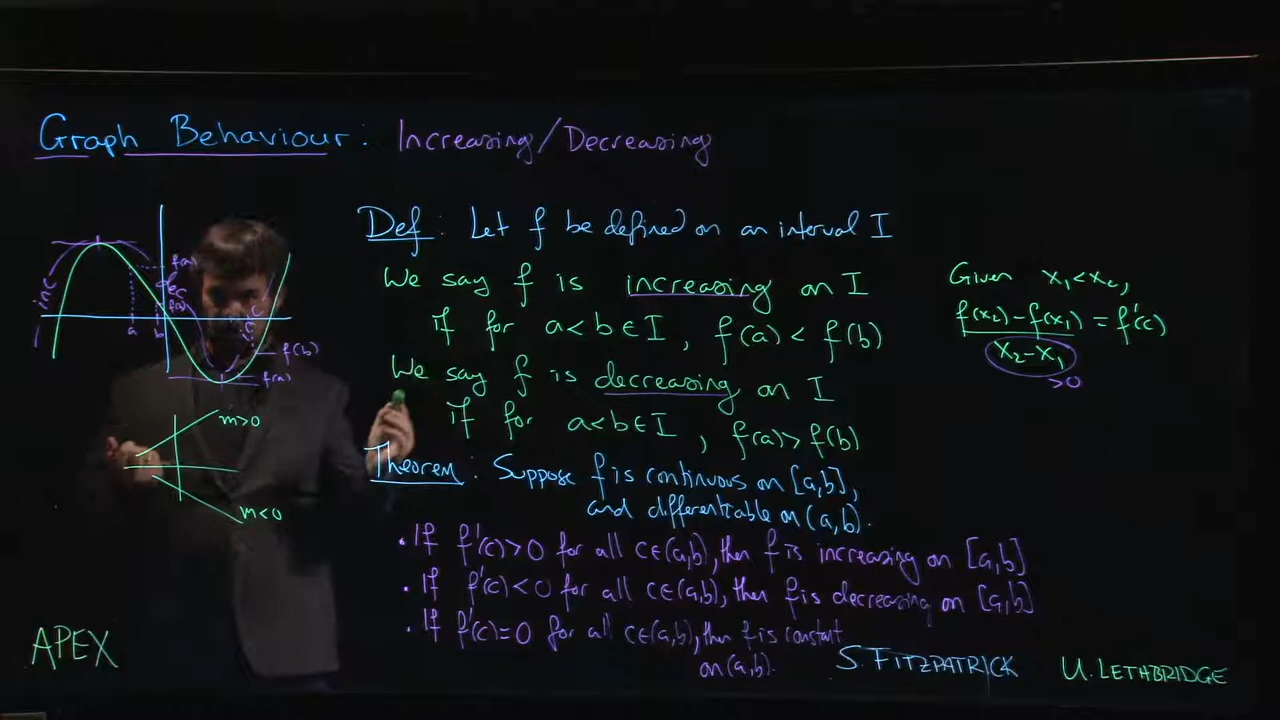 Graph Behaviour: Increasing/Decreasing
inc
dec
f(a)
a
b
f(b)
f(a)
m>0
m<0
Def: Let f be defined on an interval I
We say f is increasing on I
if for a<b∈I, f(a) < f(b)
We say f is decreasing on I
if for a<b∈I, f(a)>f(b)
Theorem: Suppose f is continuous on [a,b],
and differentiable on (a,b).
• If f'(c)>0 for all c∈(a,b), then f is increasing on [a,b]
• If f'(c)<0 for all c∈(a,b), then f is decreasing on [a,b]
• If f'(c)=0 for all c∈(a,b), then f is constant
on (a,b).
Given x₁<x₂,
f(x₂)-f(x₁) = f'(c)
x₂-x₁
>0
APEX
S. FITZPATRICK
U. LETHBRIDGE